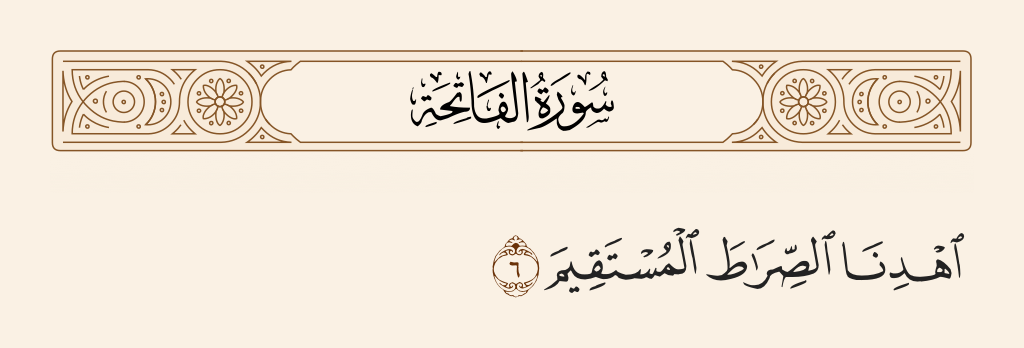 سُورَةُ الفَاتِحَةِ
ٱهْدِنَا ٱلصِّرَٰطَ ٱلْمُسْتَقِيمَ ٦